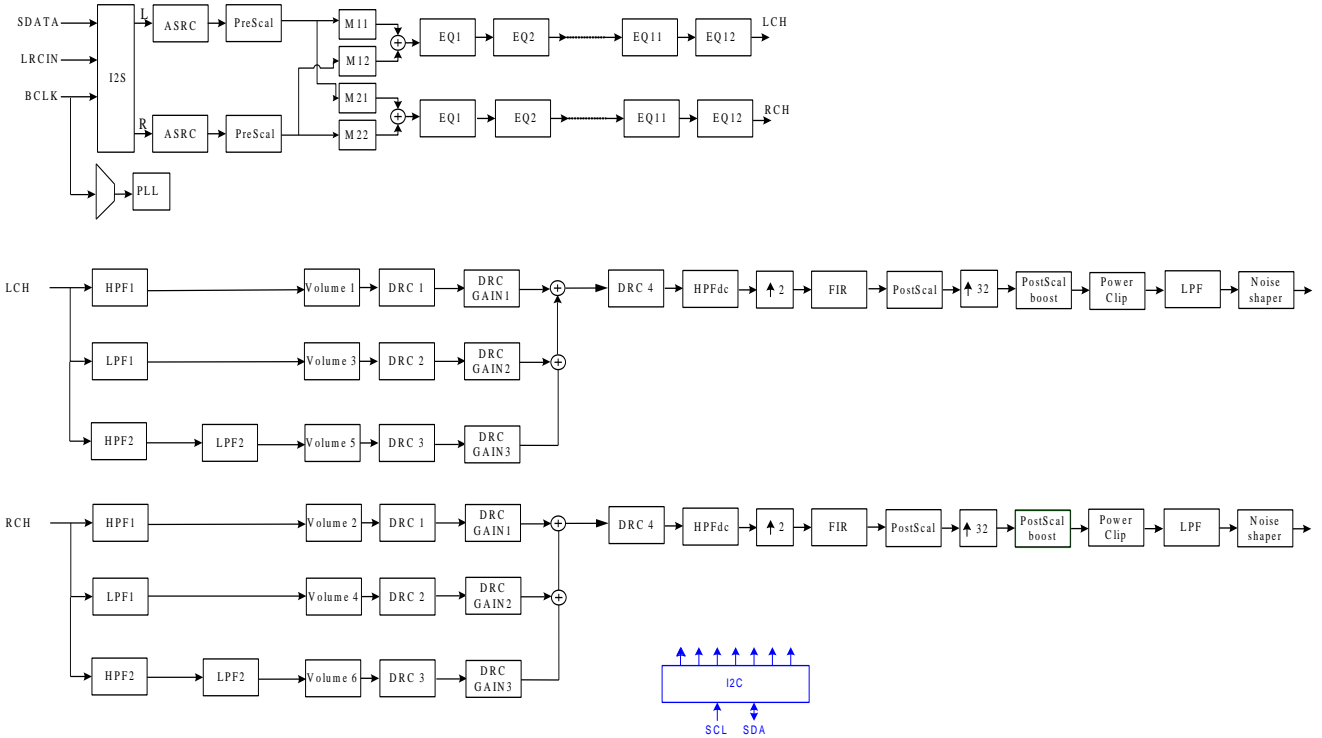 SDATA
LRCIN
BCLK
I2S
L
R
ASRC
PreScal
M11
M12
EQ1
EQ2
EQ11
EQ12
LCH
ASRC
PreScal
M21
M22
EQ1
EQ2
EQ11
EQ12
RCH
PLL
LCH
HPF1
Volume 1
DRC 1
DRC
GAIN1
DRC 4
HPFdc
2
FIR
PostScal
32
PostScal
boost
Power
Clip
LPF
Noise
shaper
LPF1
Volume 3
DRC 2
DRC
GAIN2
HPF2
LPF2
Volume 5
DRC 3
DRC
GAIN3
RCH
HPF1
Volume 2
DRC 1
DRC
GAIN1
DRC 4
HPFdc
2
FIR
PostScal
32
PostScal
boost
Power
Clip
LPF
Noise
shaper
LPF1
Volume 4
DRC 2
DRC
GAIN2
HPF2
LPF2
Volume 6
DRC 3
DRC
GAIN3
I2C
SCL
SDA